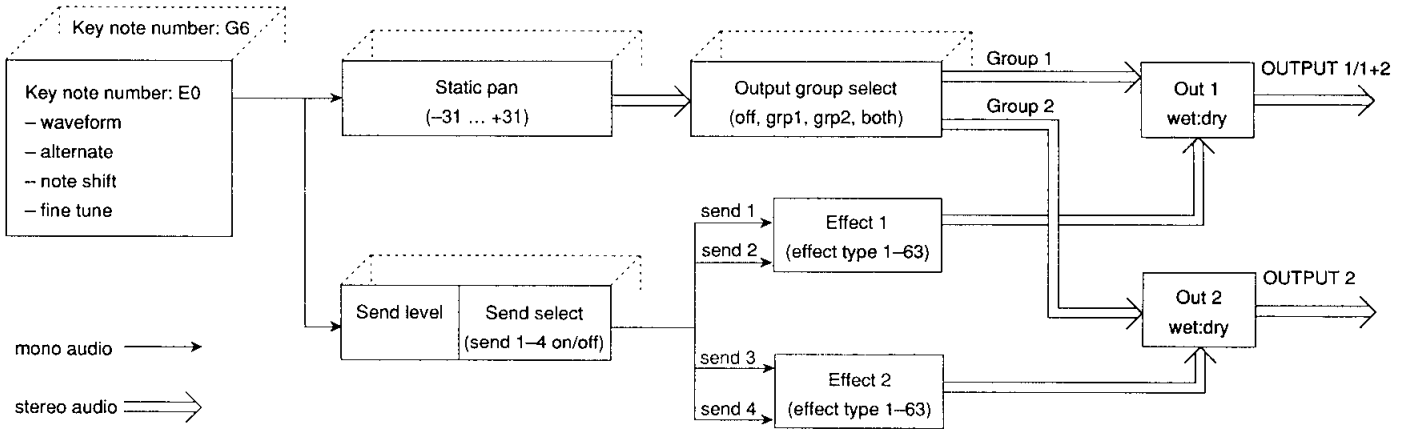 Key note number: G6
Key note number: E0
– waveform
– alternate
-- note shift
– fine tune
Static pan
(–31 ... +31)
Output group select
(off, grp1, grp2, both)
Group 1
Group 2
Out 1
wet:dry
OUTPUT 1/1+2
Send level
Send select
(send 1–4 on/off)
send 1
send 2
Effect 1
(effect type 1–63)
send 3
send 4
Effect 2
(effect type 1–63)
Out 2
wet:dry
OUTPUT 2
mono audio
stereo audio